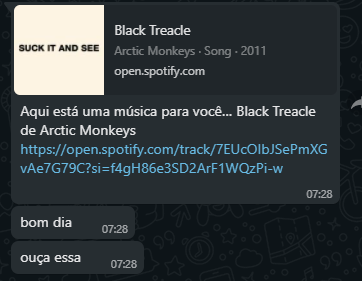 SUCK IT AND SEE
Black Treacle
Arctic Monkeys · Song · 2011
open.spotify.com
Aqui está uma música para você... Black Treacle
de Arctic Monkeys
https://open.spotify.com/track/7EUcOlbJSePmXG
vAe7G79C?si=f4gH86e3SD2ArF1WQzPi-w
07:28
bom dia 07:28
ouça essa 07:28